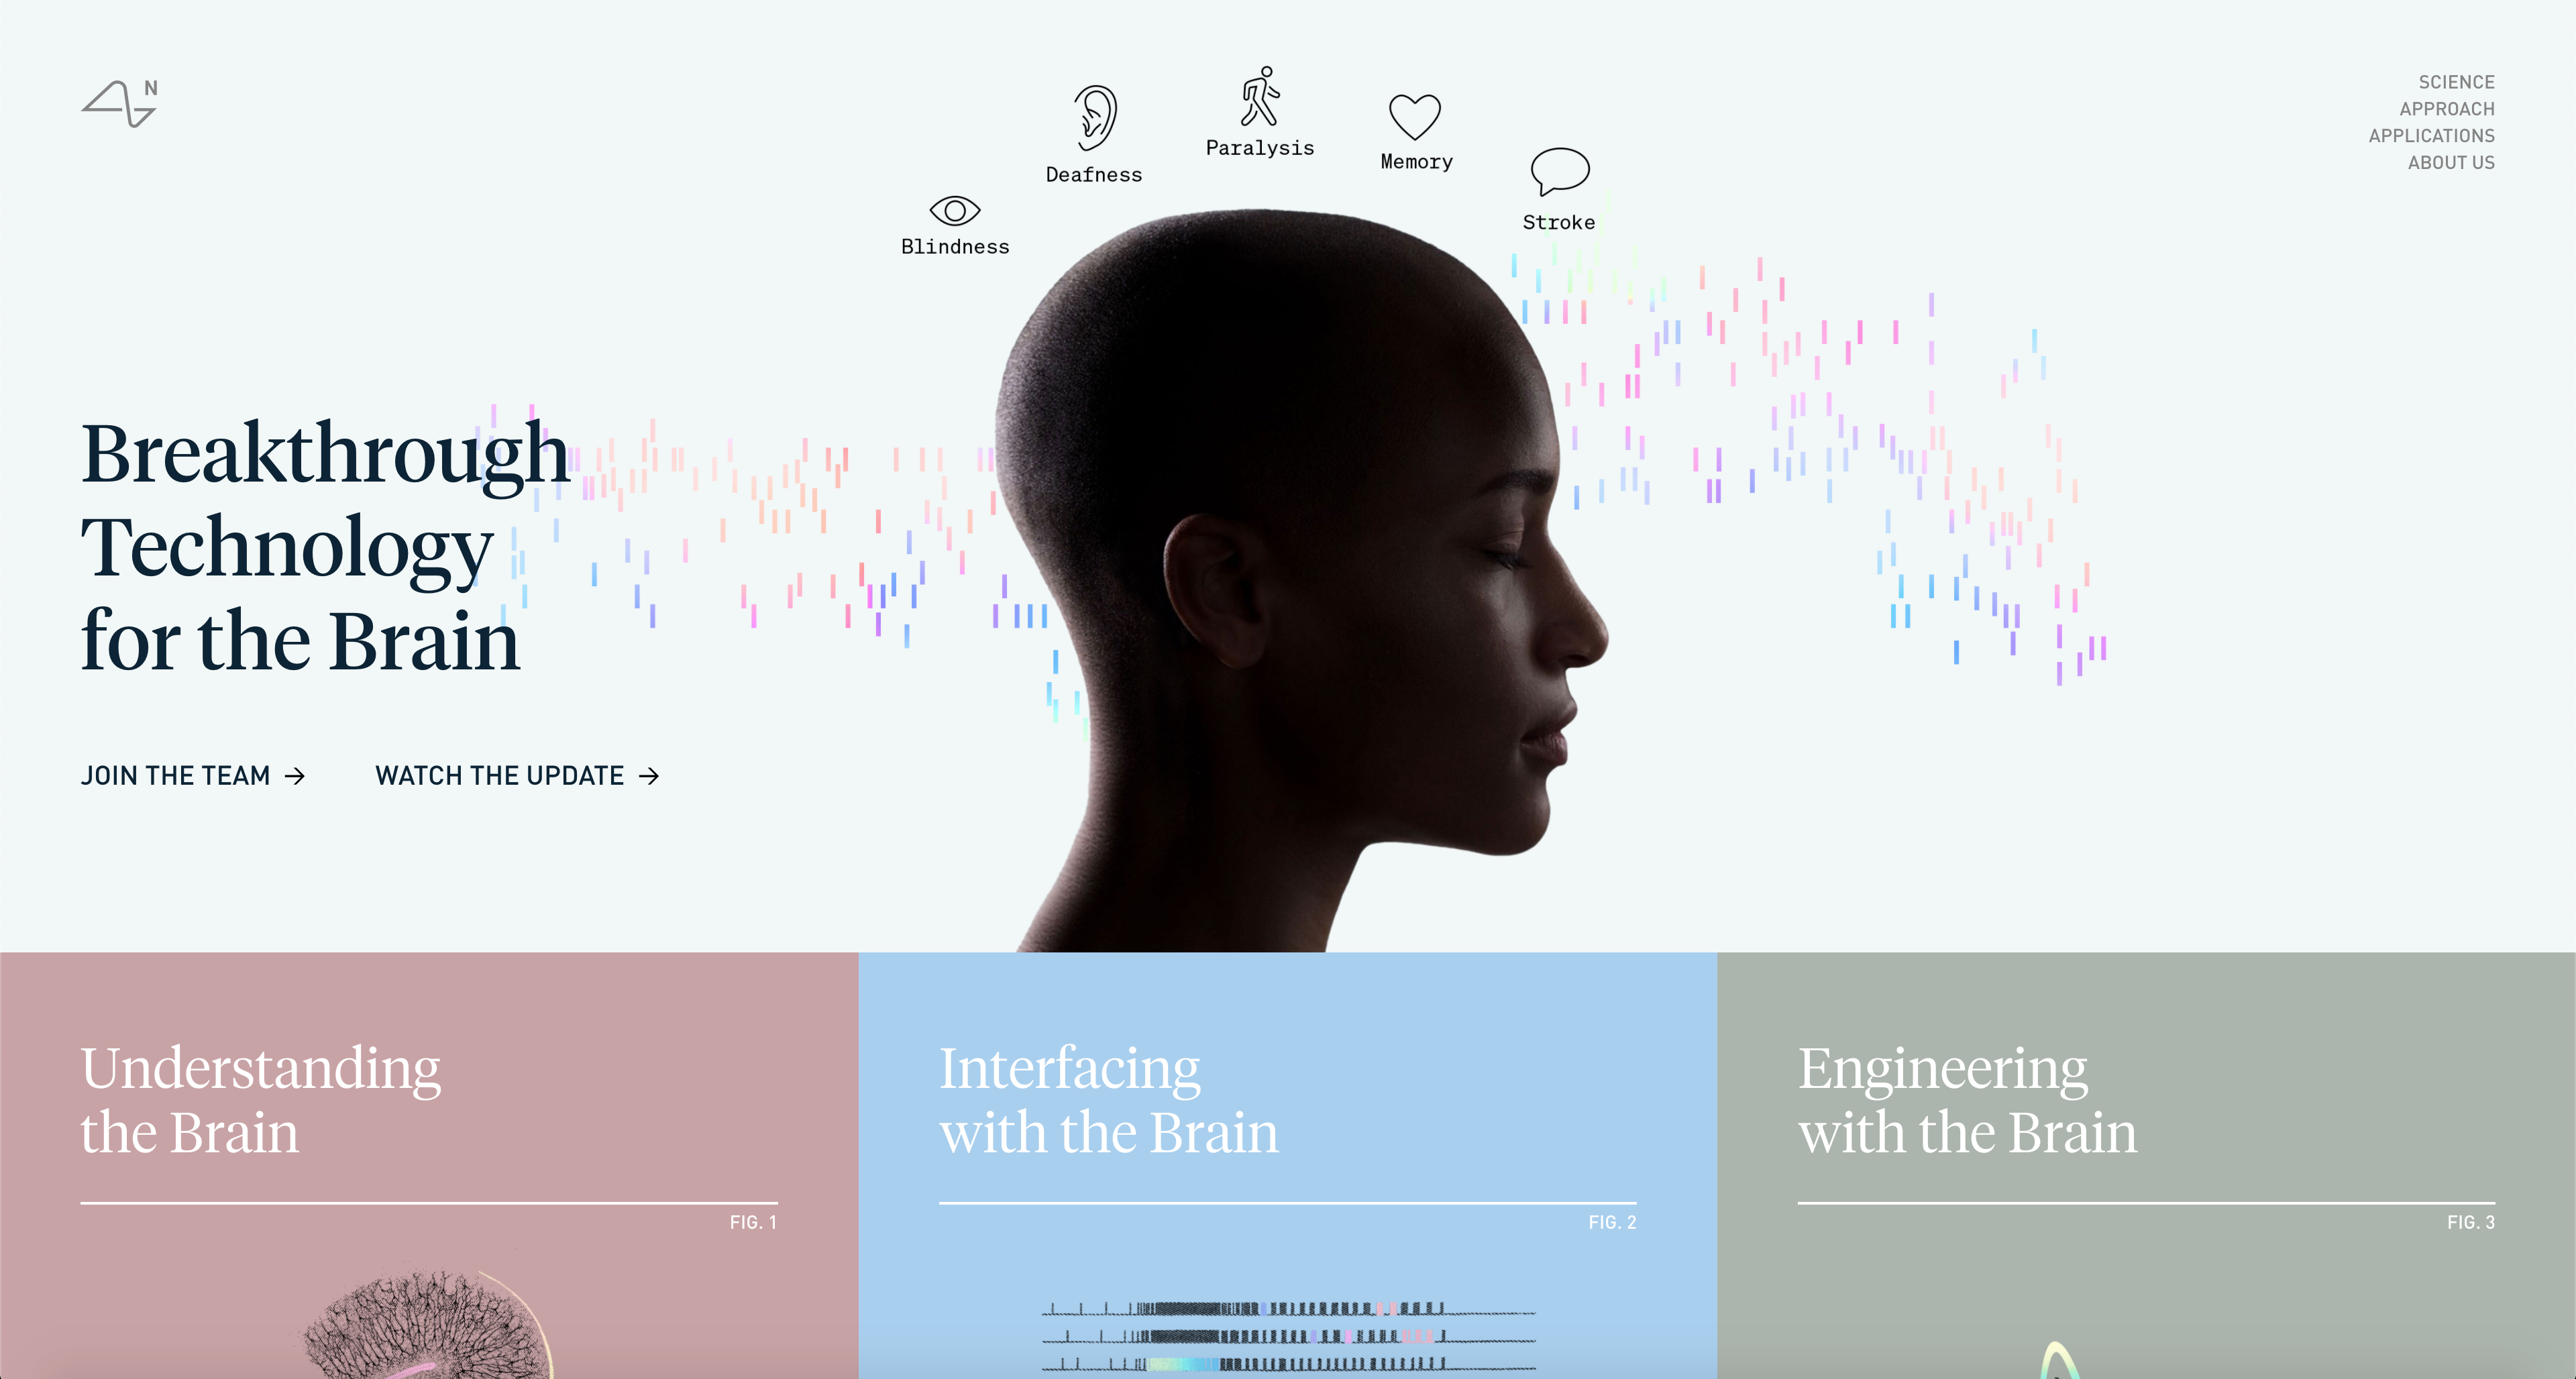 N
SCIENCE
APPROACH
APPLICATIONS
ABOUT US
Paralysis
Memory
Deafness
Stroke
Blindness
Breakthrough
Technology
for the Brain
JOIN THE TEAM →
WATCH THE UPDATE →
Understanding
the Brain
FIG. 1
Interfacing
with the Brain
FIG. 2
Engineering
with the Brain
FIG. 3